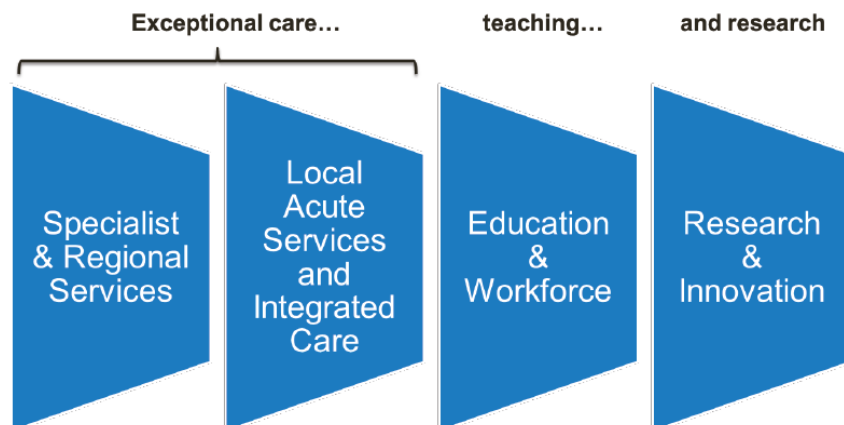 Exceptional care…
teaching…
and research
Specialist
& Regional
Services
Local
Acute
Services
and
Integrated
Care
Education
&
Workforce
Research
&
Innovation